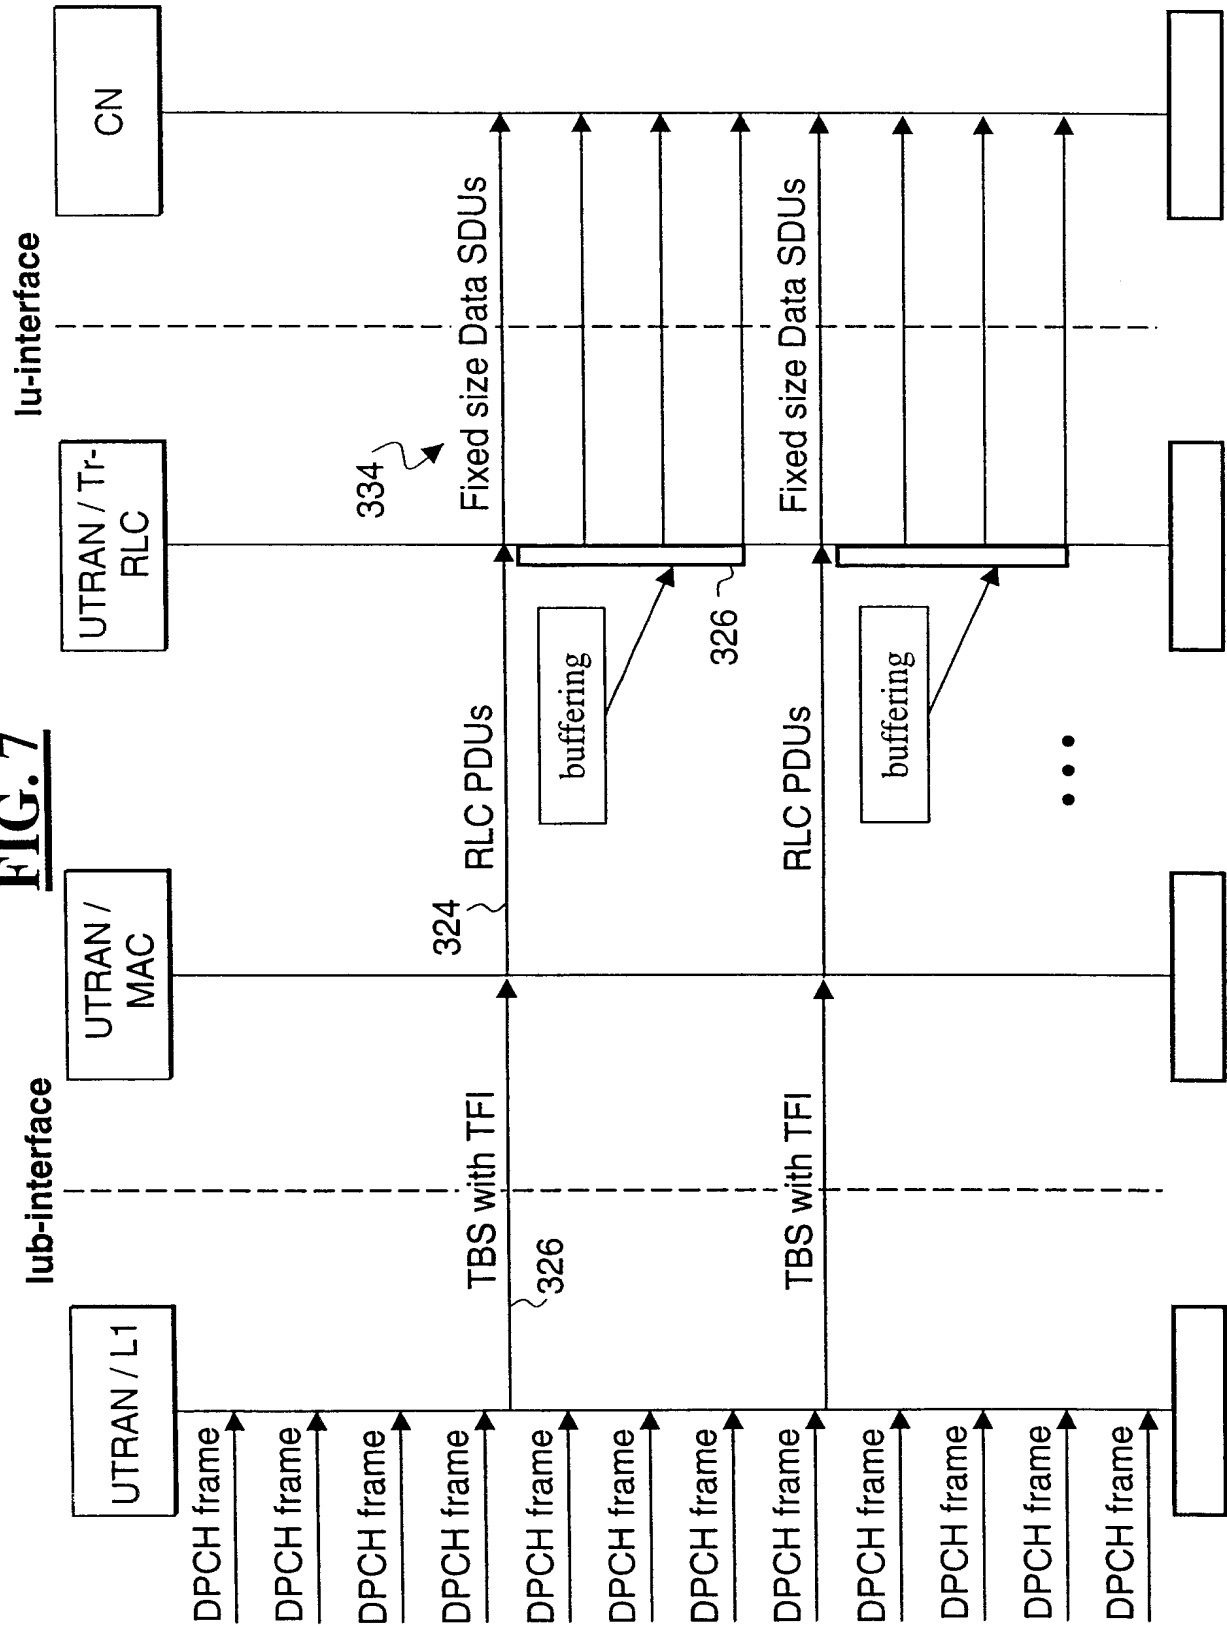 FIG. 7
Iub-interface
Iu-interface
UTRAN / L1
UTRAN /
MAC
UTRAN / Tr-
RLC
CN
DPCH frame
DPCH frame
DPCH frame
DPCH frame
DPCH frame
DPCH frame
DPCH frame
DPCH frame
DPCH frame
DPCH frame
DPCH frame
DPCH frame
TBS with TFI
326
324
RLC PDUs
334
Fixed size Data SDUs
buffering
326
TBS with TFI
RLC PDUs
Fixed size Data SDUs
buffering
• • •